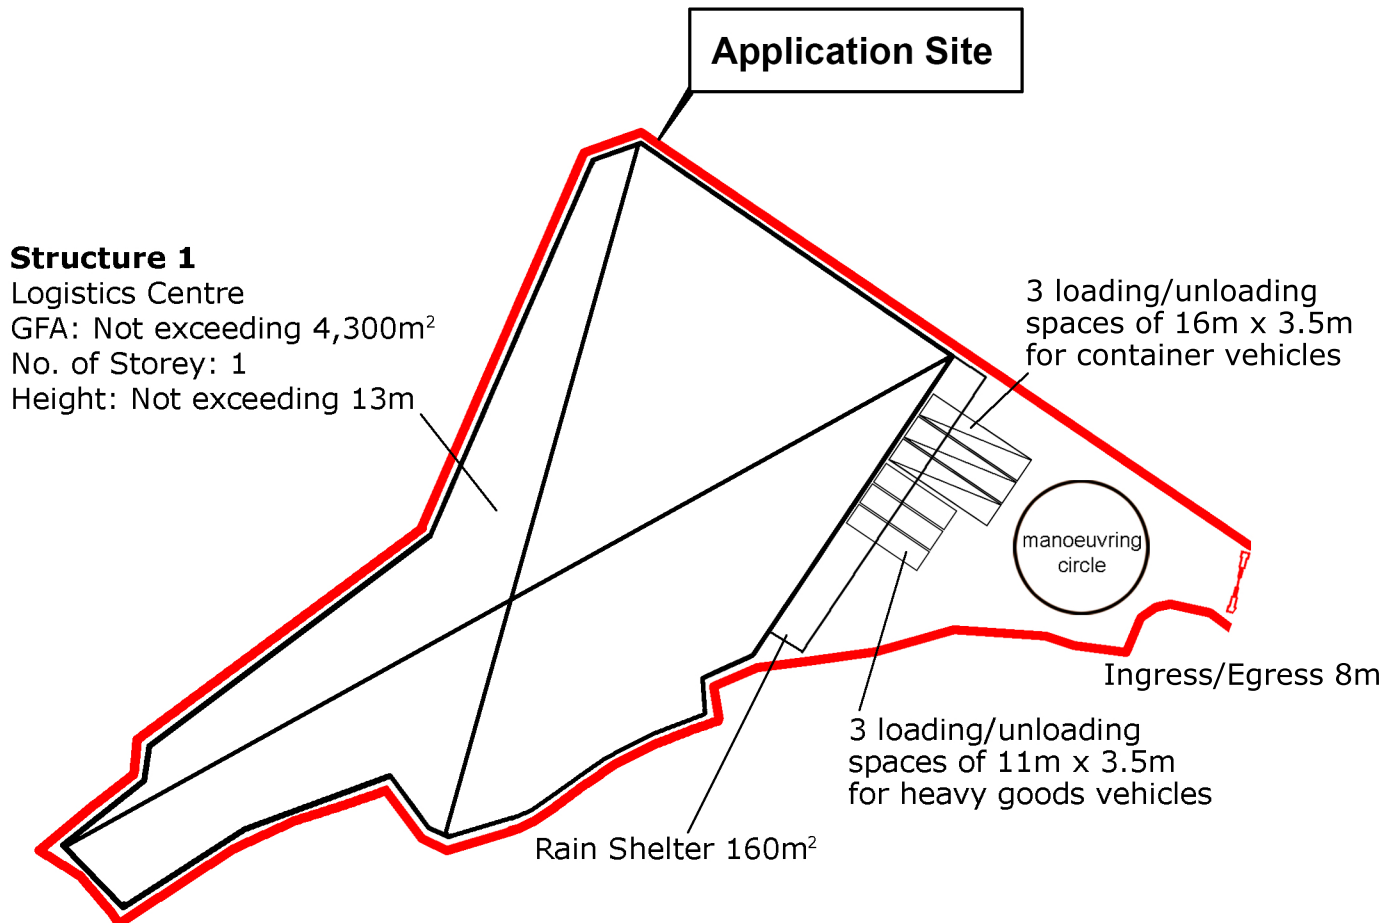 Application Site
Structure 1
Logistics Centre
GFA: Not exceeding 4,300m²
No. of Storey: 1
Height: Not exceeding 13m
3 loading/unloading
spaces of 16m x 3.5m
for container vehicles
manoeuvring
circle
Ingress/Egress 8m
3 loading/unloading
spaces of 11m x 3.5m
for heavy goods vehicles
Rain Shelter 160m²